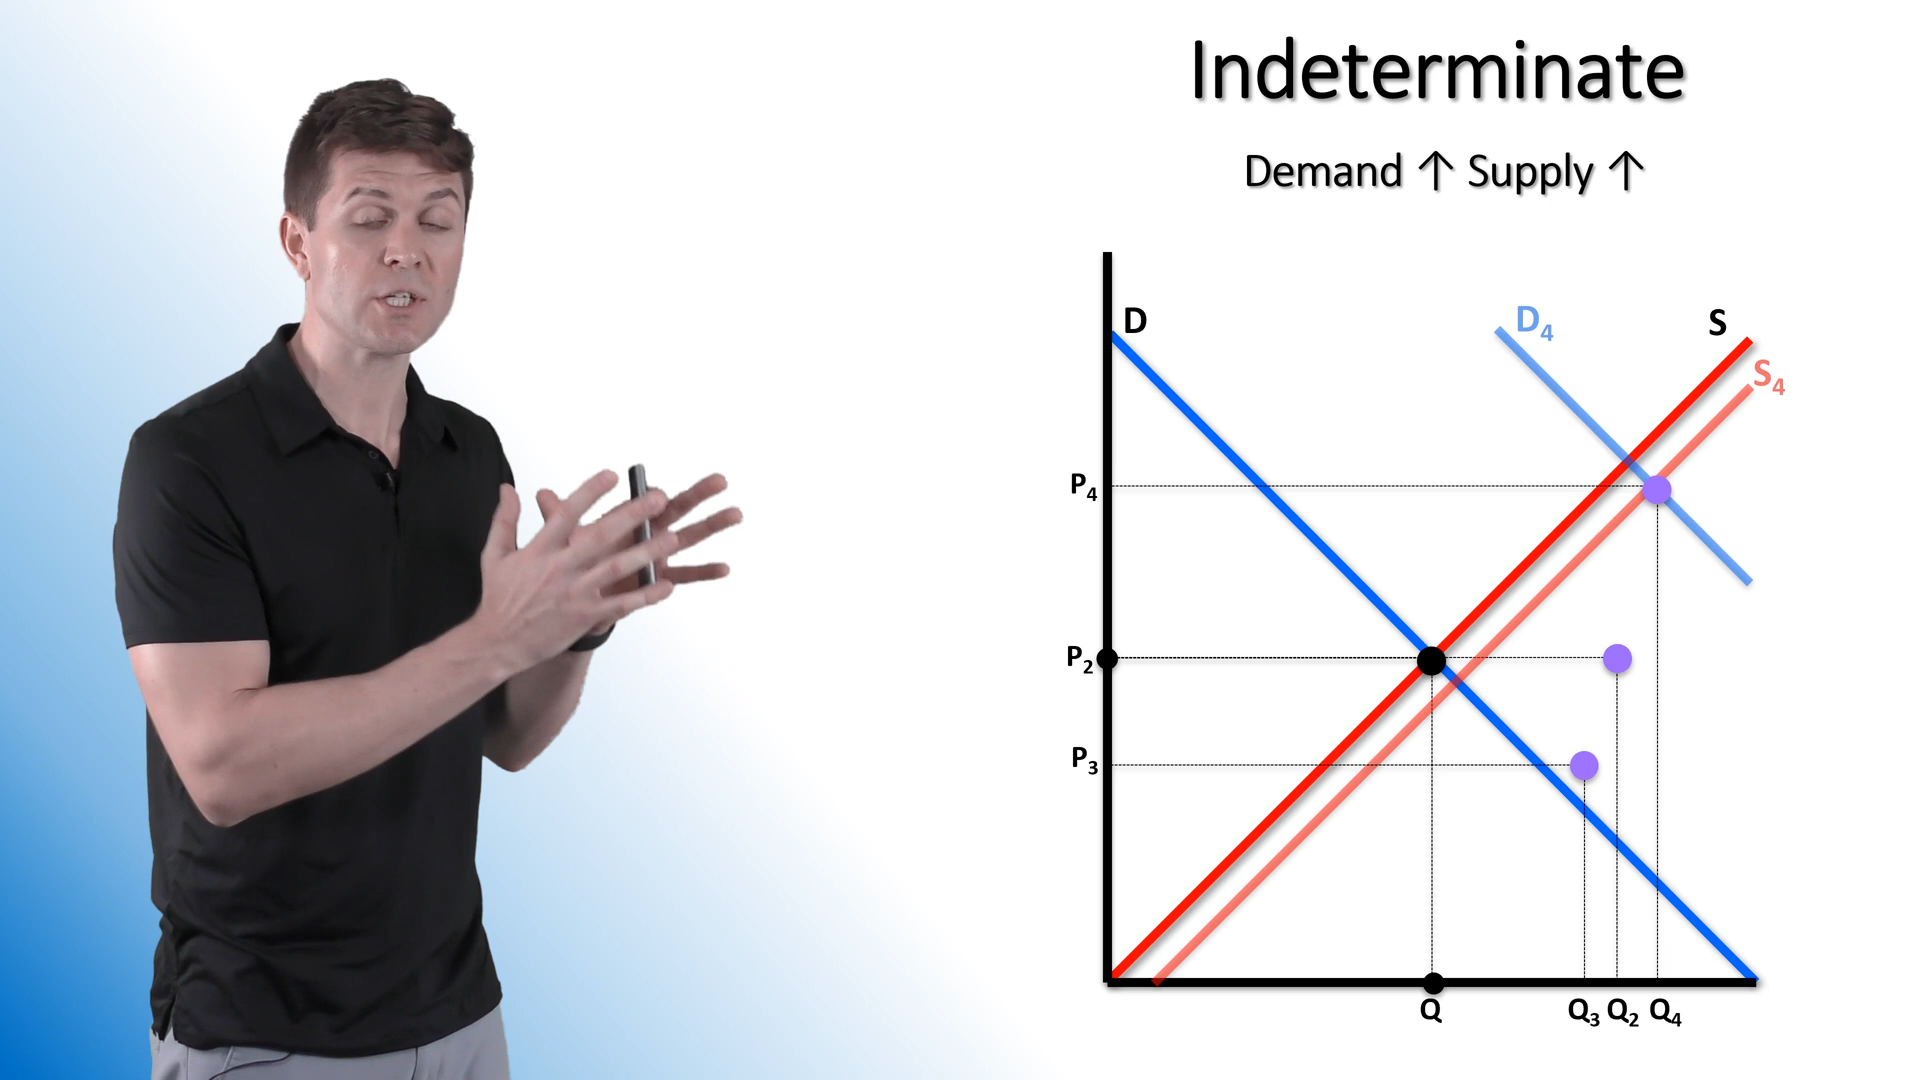 Indeterminate
Demand ↑ Supply ↑
D
D₄
S
S₄
P₄
P₂
P₃
Q
Q₃ Q₂ Q₄